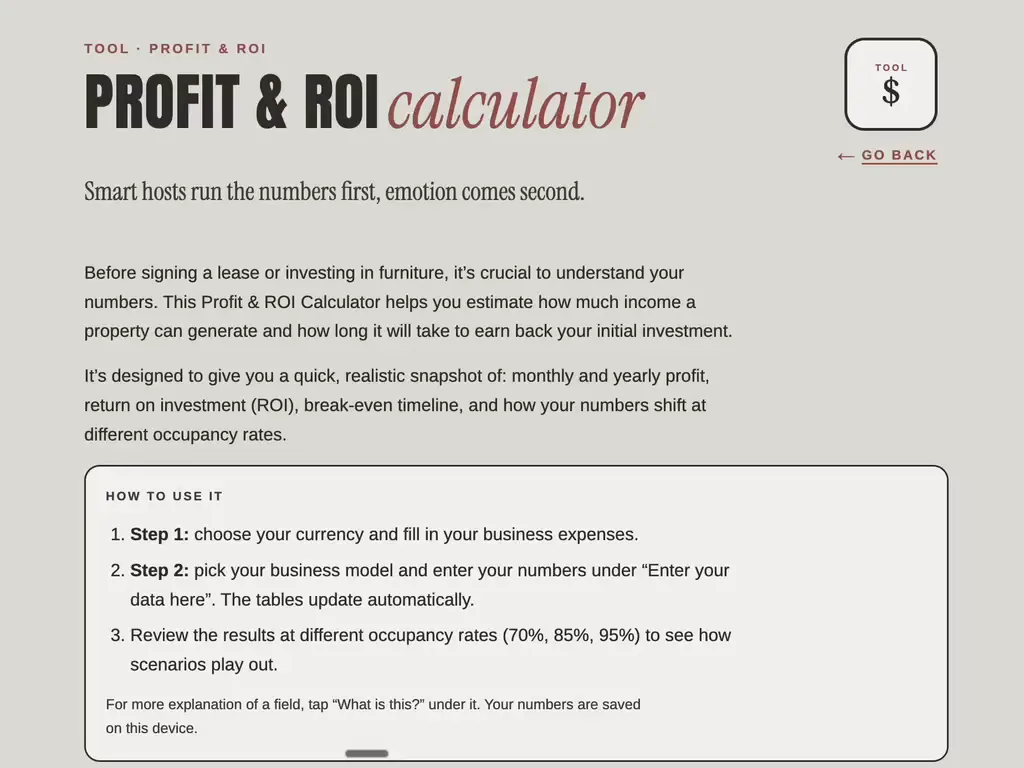 TOOL · PROFIT & ROI
PROFIT & ROI calculator
TOOL
$
← GO BACK
Smart hosts run the numbers first, emotion comes second.
Before signing a lease or investing in furniture, it’s crucial to understand your
numbers. This Profit & ROI Calculator helps you estimate how much income a
property can generate and how long it will take to earn back your initial investment.
It’s designed to give you a quick, realistic snapshot of: monthly and yearly profit,
return on investment (ROI), break-even timeline, and how your numbers shift at
different occupancy rates.
HOW TO USE IT
1. Step 1: choose your currency and fill in your business expenses.
2. Step 2: pick your business model and enter your numbers under “Enter your
data here”. The tables update automatically.
3. Review the results at different occupancy rates (70%, 85%, 95%) to see how
scenarios play out.
For more explanation of a field, tap “What is this?” under it. Your numbers are saved
on this device.